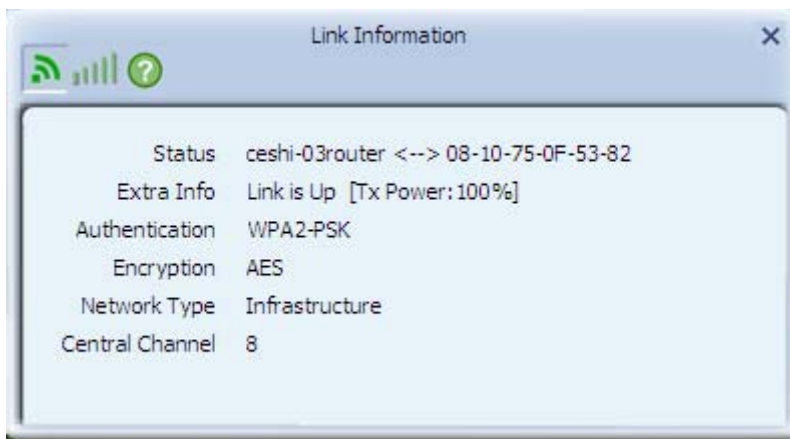 Link Information
Status ceshi-03router <--> 08-10-75-0F-53-82
Extra Info Link is Up [Tx Power:100%]
Authentication WPA2-PSK
Encryption AES
Network Type Infrastructure
Central Channel 8